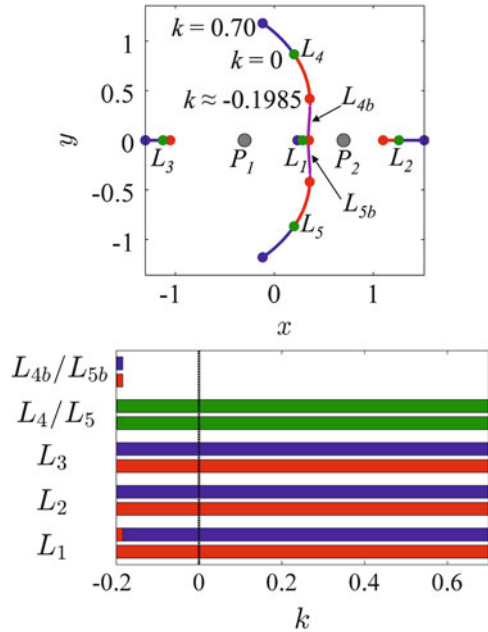 1
0.5
0
-0.5
-1
y
k = 0.70
k = 0
k ≈ -0.1985
L4
L4b
L3
P1
L1
P2
L2
L5b
L5
-1
0
1
x
L4b/L5b
L4/L5
L3
L2
L1
-0.2
0
0.2
0.4
0.6
k